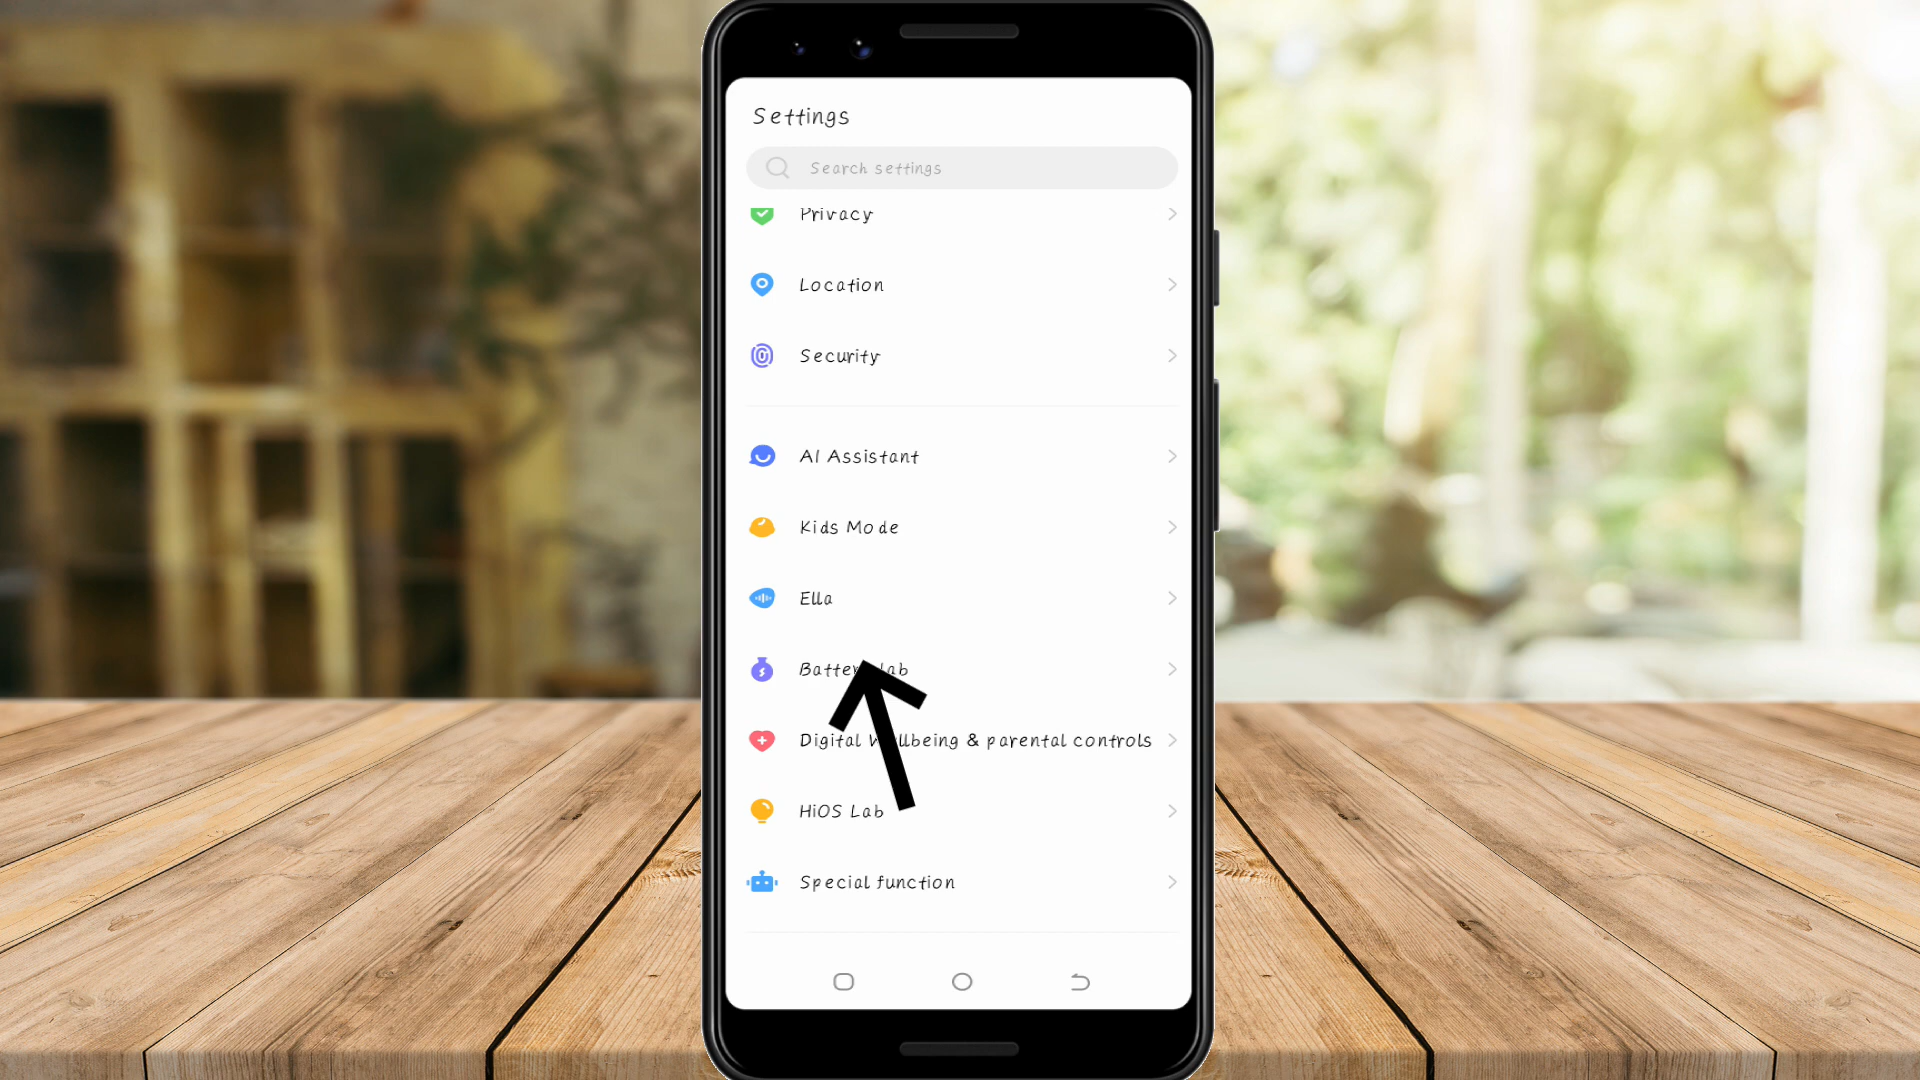 Settings
Search settings
Privacy
Location
Security
AI Assistant
Kids Mode
Ella
Battery lab
Digital Wellbeing & parental controls
HiOS Lab
Special function